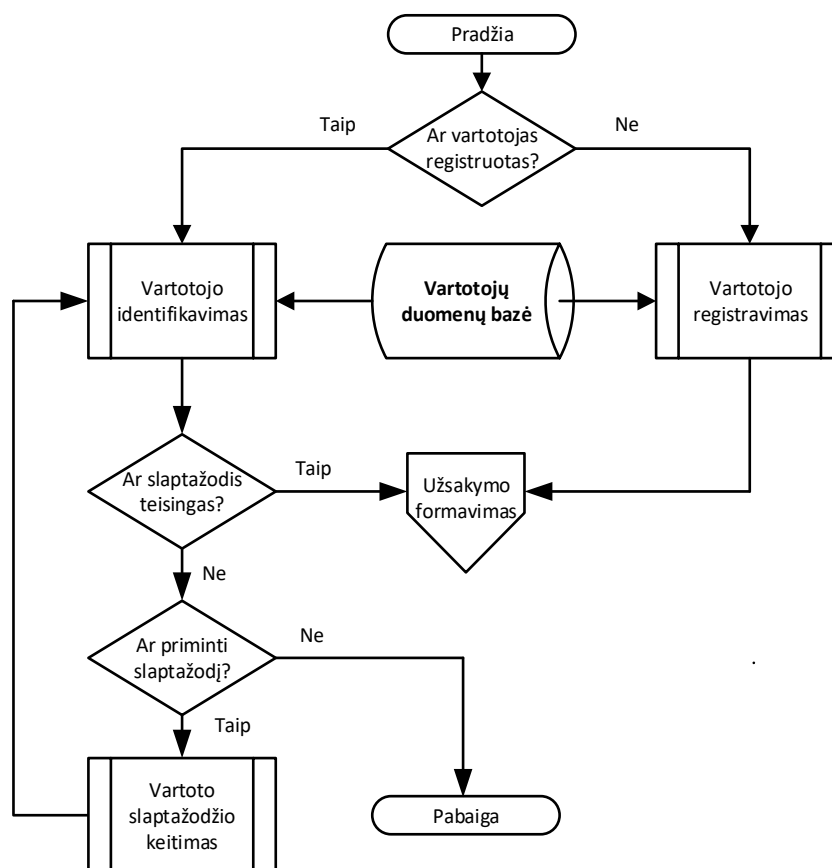 Pradžia
Taip
Ar vartotojas
registruotas?
Ne
Vartotojo
identifikavimas
Vartotojų
duomenų bazė
Vartotojo
registravimas
Ar slaptažodis
teisingas?
Taip
Užsakymo
formavimas
Ne
Ar priminti
slaptažodį?
Ne
.
Taip
Vartoto
slaptažodžio
keitimas
Pabaiga